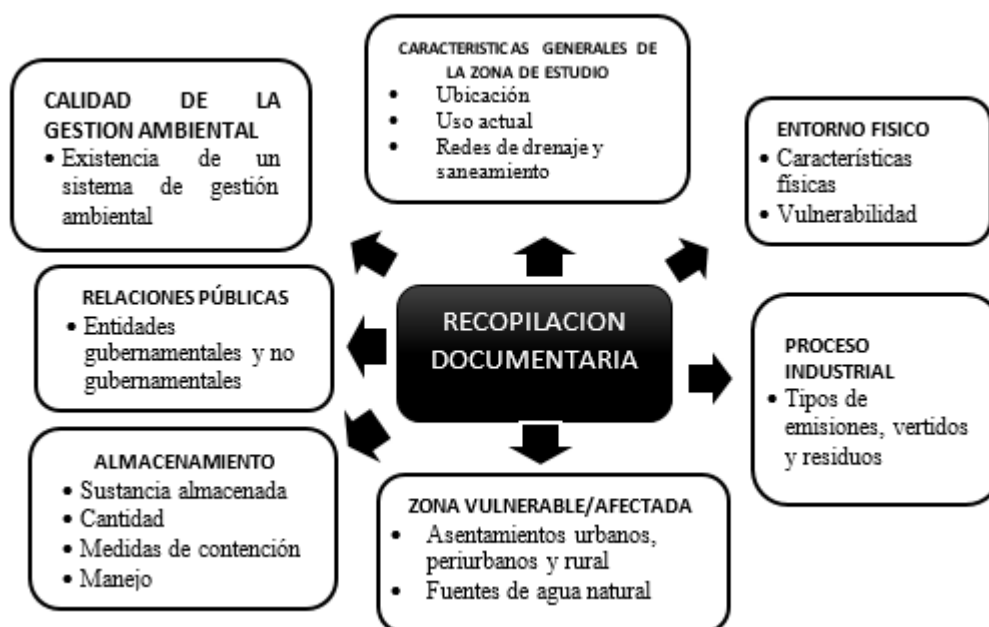 CARACTERISTICAS GENERALES DE
LA ZONA DE ESTUDIO
• Ubicación
• Uso actual
• Redes de drenaje y
saneamiento
CALIDAD DE LA
GESTION AMBIENTAL
• Existencia de un
sistema de gestión
ambiental
ENTORNO FISICO
• Características
físicas
• Vulnerabilidad
RELACIONES PÚBLICAS
• Entidades
gubernamentales y no
gubernamentales
RECOPILACION
DOCUMENTARIA
PROCESO
INDUSTRIAL
• Tipos de
emisiones, vertidos
y residuos
ALMACENAMIENTO
• Sustancia almacenada
• Cantidad
• Medidas de contención
• Manejo
ZONA VULNERABLE/AFECTADA
• Asentamientos urbanos,
periurbanos y rural
• Fuentes de agua natural